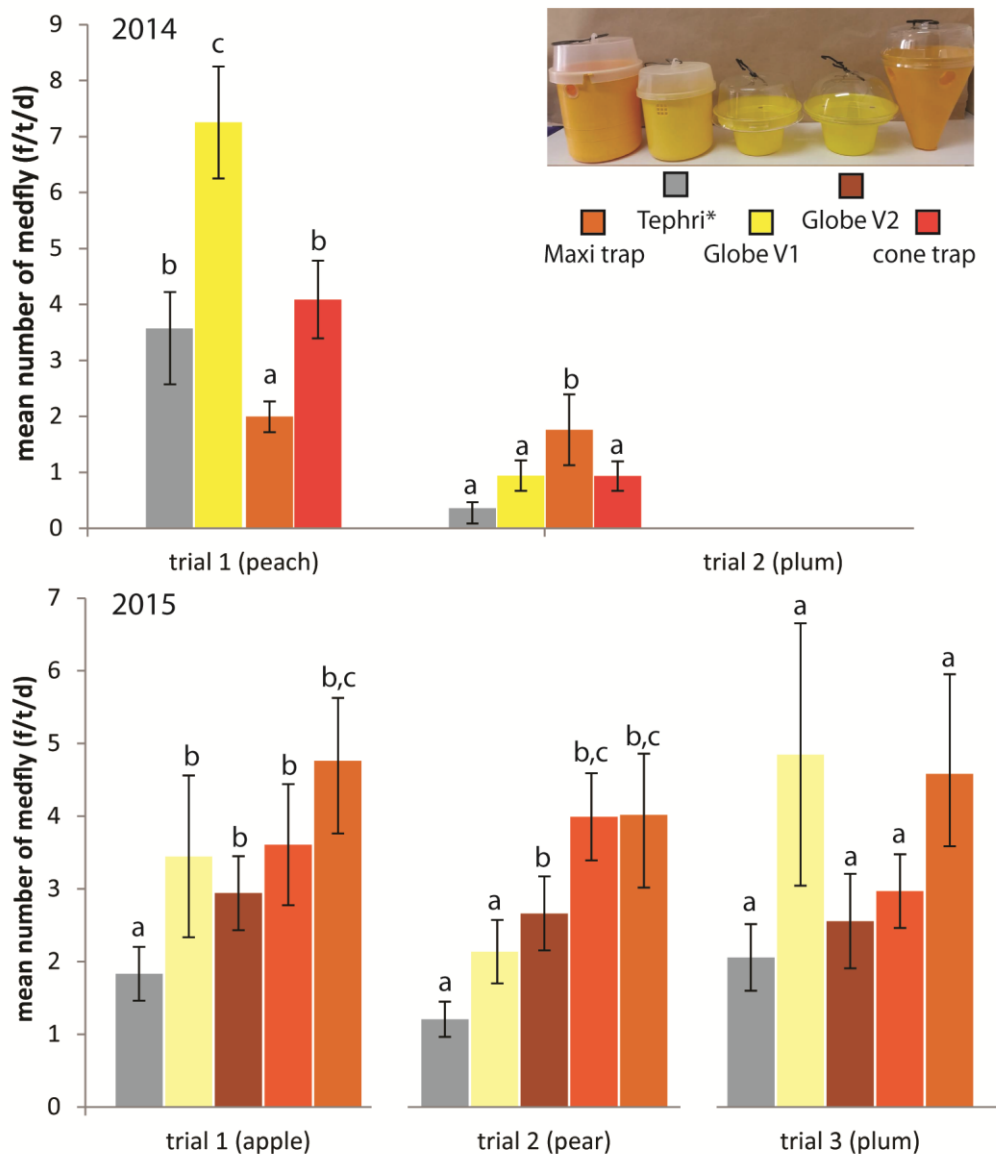 2014
mean number of medfly (f/t/d)
9
8
7
6
5
4
3
2
1
0
b
c
a
b
a
a
b
a
trial 1 (peach)
trial 2 (plum)
Tephri*
Globe V2
Maxi trap
Globe V1
cone trap
2015
mean number of medfly (f/t/d)
7
6
5
4
3
2
1
0
a
b
b
b
b,c
a
a
b
b,c
b,c
a
a
a
a
a
trial 1 (apple)
trial 2 (pear)
trial 3 (plum)